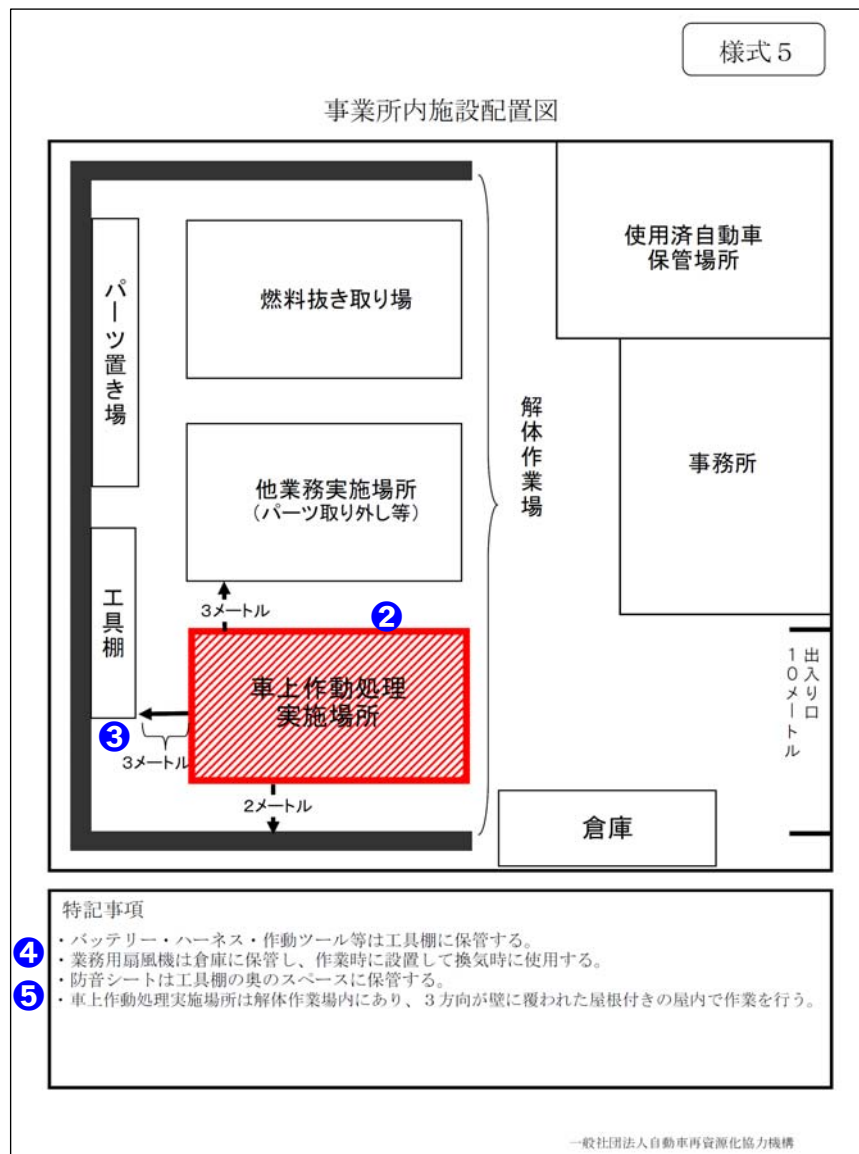 様式5
事業所内施設配置図
使用済自動車
保管場所
パーツ置き場
燃料抜き取り場
解体作業場
事務所
他業務実施場所
(パーツ取り外し等)
工具棚
3メートル
❷
車上作動処理
実施場所
出入り口
10メートル
❸
3メートル
2メートル
倉庫
特記事項
・バッテリー・ハーネス・作動ツール等は工具棚に保管する。
❹
・業務用扇風機は倉庫に保管し、作業時に設置して換気時に使用する。
・防音シートは工具棚の奥のスペースに保管する。
❺
・車上作動処理実施場所は解体作業場内にあり、3方向が壁に覆われた屋根付きの屋内で作業を行う。
一般社団法人自動車再資源化協力機構